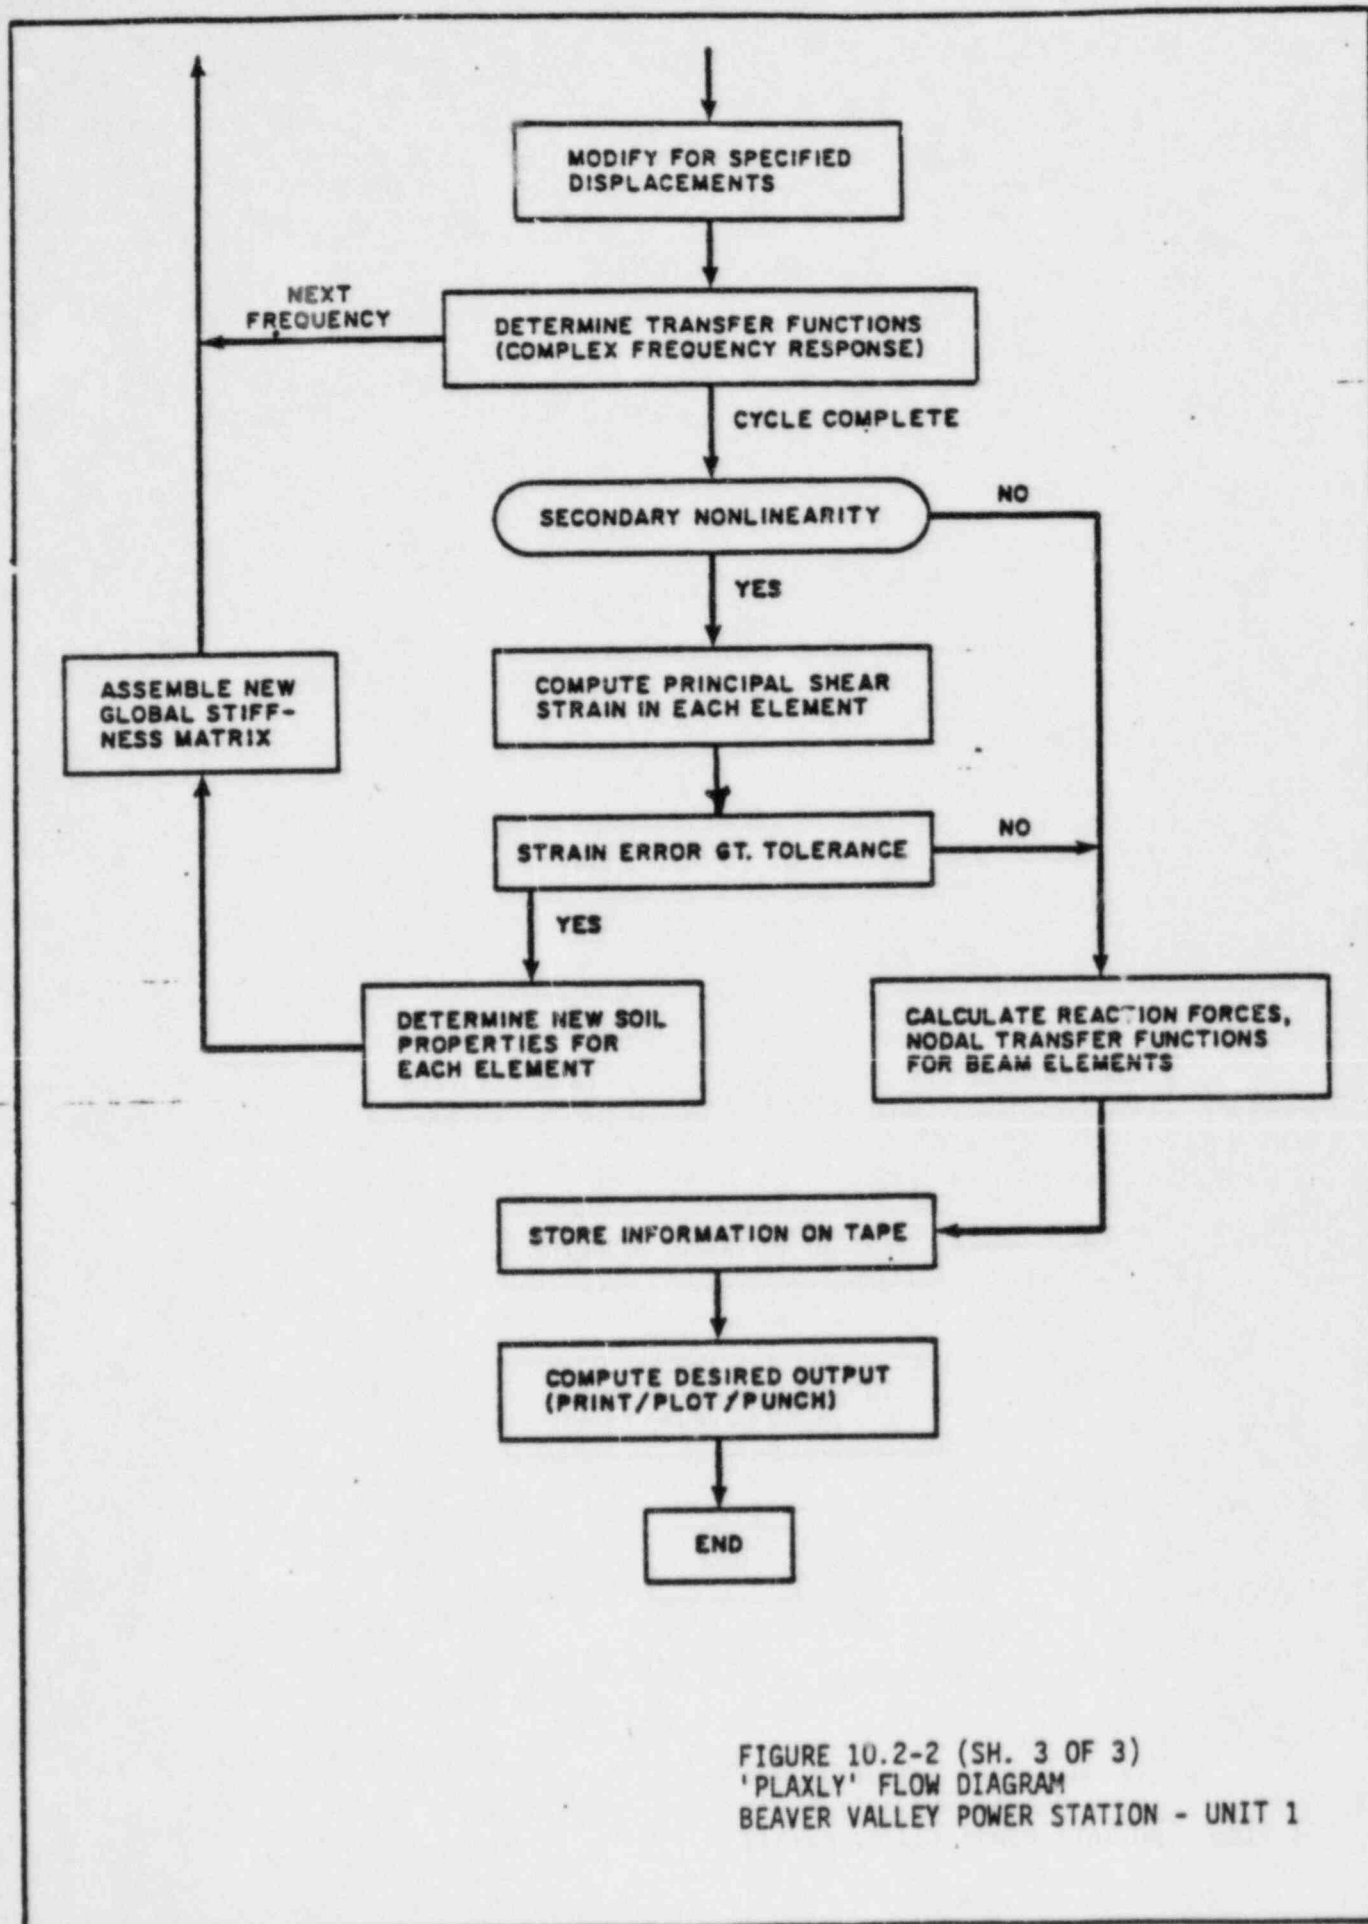 MODIFY FOR SPECIFIED
DISPLACEMENTS
NEXT
FREQUENCY
DETERMINE TRANSFER FUNCTIONS
(COMPLEX FREQUENCY RESPONSE)
CYCLE COMPLETE
SECONDARY NONLINEARITY
NO
YES
ASSEMBLE NEW
GLOBAL STIFF-
NESS MATRIX
COMPUTE PRINCIPAL SHEAR
STRAIN IN EACH ELEMENT
STRAIN ERROR GT. TOLERANCE
NO
YES
DETERMINE NEW SOIL
PROPERTIES FOR
EACH ELEMENT
CALCULATE REACTION FORCES,
NODAL TRANSFER FUNCTIONS
FOR BEAM ELEMENTS
STORE INFORMATION ON TAPE
COMPUTE DESIRED OUTPUT
(PRINT/PLOT/PUNCH)
END
FIGURE 10.2-2 (SH. 3 OF 3)
'PLAXLY' FLOW DIAGRAM
BEAVER VALLEY POWER STATION - UNIT 1